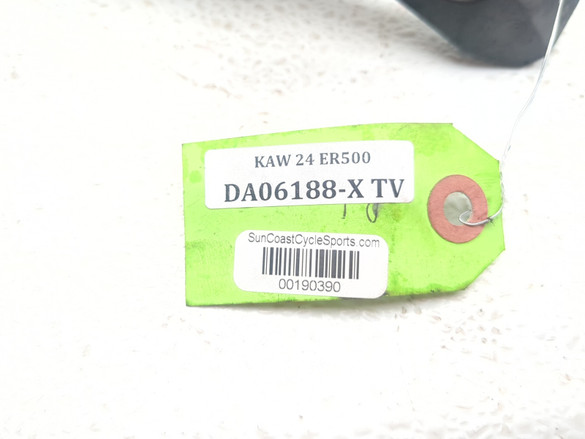 KAW 24 ER500
DA06188-X TV
SunCoastCycleSports.com
00190390